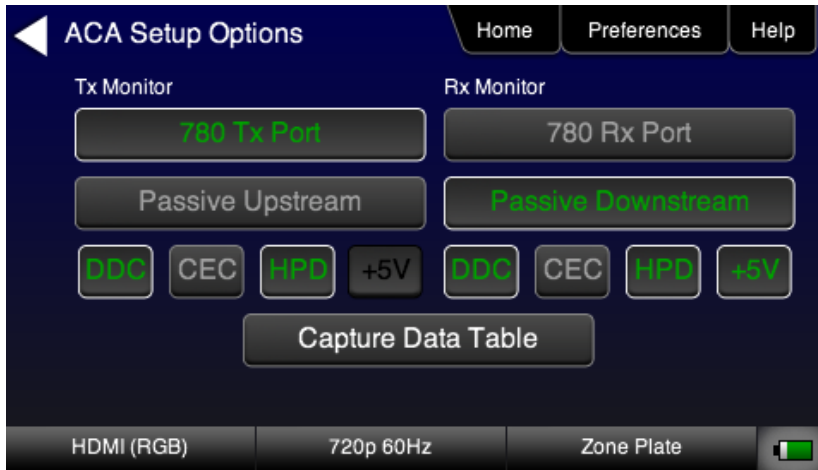 ACA Setup Options
Home
Preferences
Help
Tx Monitor
Rx Monitor
780 Tx Port
780 Rx Port
Passive Upstream
Passive Downstream
DDC CEC HPD +5V DDC CEC HPD +5V
Capture Data Table
HDMI (RGB)
720p 60Hz
Zone Plate